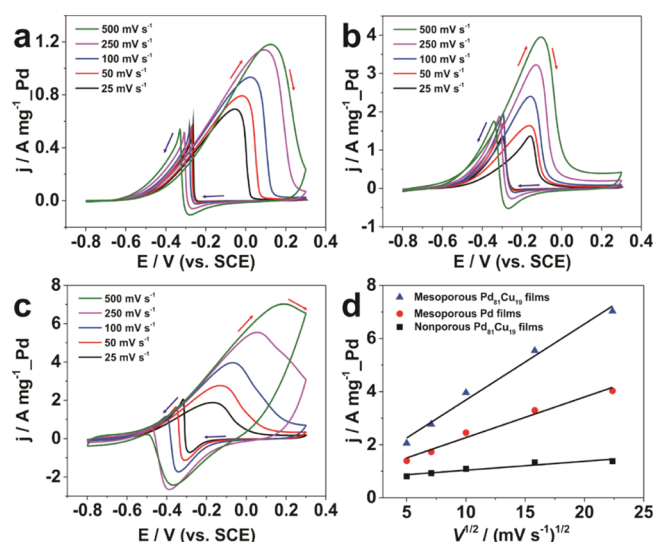 a
500 mV s⁻¹
250 mV s⁻¹
100 mV s⁻¹
50 mV s⁻¹
25 mV s⁻¹
j / A mg⁻¹_Pd
1.2
0.8
0.4
0.0
-0.8 -0.6 -0.4 -0.2 0.0 0.2 0.4
E / V (vs. SCE)
b
500 mV s⁻¹
250 mV s⁻¹
100 mV s⁻¹
50 mV s⁻¹
25 mV s⁻¹
j / A mg⁻¹_Pd
4
3
2
1
0
-1
-0.8 -0.6 -0.4 -0.2 0.0 0.2 0.4
E / V (vs. SCE)
c
500 mV s⁻¹
250 mV s⁻¹
100 mV s⁻¹
50 mV s⁻¹
25 mV s⁻¹
j / A mg⁻¹_Pd
8
6
4
2
0
-2
-0.8 -0.6 -0.4 -0.2 0.0 0.2 0.4
E / V (vs. SCE)
d
Mesoporous Pd₈₁Cu₁₉ films
Mesoporous Pd films
Nonporous Pd₈₁Cu₁₉ films
j / A mg⁻¹_Pd
8
6
4
2
0
5 10 15 20 25
V¹ᐟ² / (mV s⁻¹)¹ᐟ²